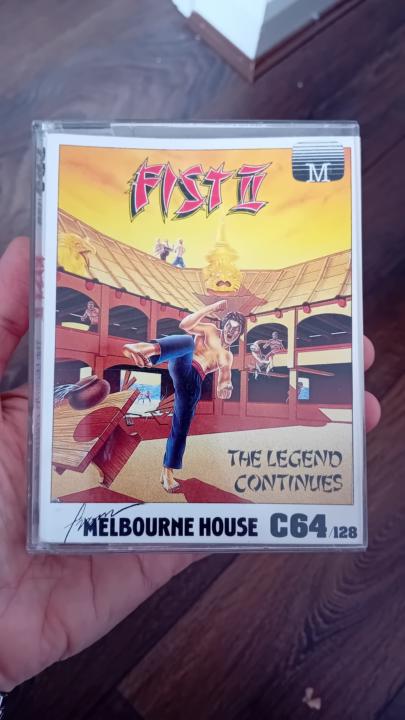 FIST II
M
THE LEGEND
CONTINUES
MELBOURNE HOUSE C64/128